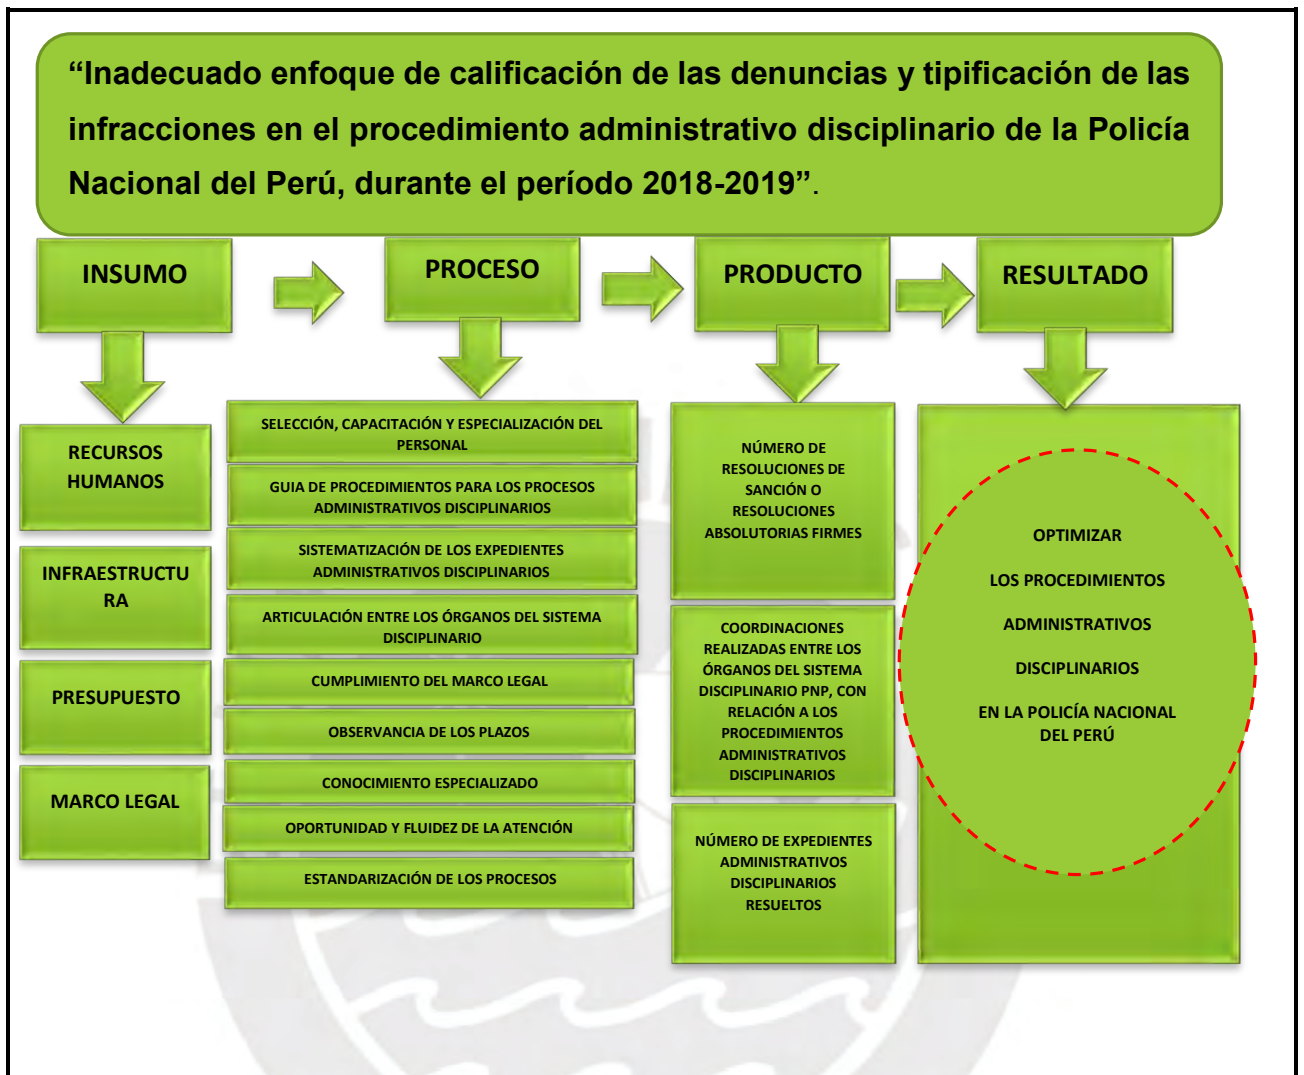 “Inadecuado enfoque de calificación de las denuncias y tipificación de las
infracciones en el procedimiento administrativo disciplinario de la Policía
Nacional del Perú, durante el período 2018-2019”.
INSUMO
PROCESO
PRODUCTO
RESULTADO
RECURSOS
HUMANOS
INFRAESTRUCTU
RA
PRESUPUESTO
MARCO LEGAL
SELECCIÓN, CAPACITACIÓN Y ESPECIALIZACIÓN DEL
PERSONAL
GUIA DE PROCEDIMIENTOS PARA LOS PROCESOS
ADMINISTRATIVOS DISCIPLINARIOS
SISTEMATIZACIÓN DE LOS EXPEDIENTES
ADMINISTRATIVOS DISCIPLINARIOS
ARTICULACIÓN ENTRE LOS ÓRGANOS DEL SISTEMA
DISCIPLINARIO
CUMPLIMIENTO DEL MARCO LEGAL
OBSERVANCIA DE LOS PLAZOS
CONOCIMIENTO ESPECIALIZADO
OPORTUNIDAD Y FLUIDEZ DE LA ATENCIÓN
ESTANDARIZACIÓN DE LOS PROCESOS
NÚMERO DE
RESOLUCIONES DE
SANCIÓN O
RESOLUCIONES
ABSOLUTORIAS FIRMES
COORDINACIONES
REALIZADAS ENTRE LOS
ÓRGANOS DEL SISTEMA
DISCIPLINARIO PNP, CON
RELACIÓN A LOS
PROCEDIMIENTOS
ADMINISTRATIVOS
DISCIPLINARIOS
NÚMERO DE EXPEDIENTES
ADMINISTRATIVOS
DISCIPLINARIOS
RESUELTOS
OPTIMIZAR
LOS PROCEDIMIENTOS
ADMINISTRATIVOS
DISCIPLINARIOS
EN LA POLICÍA NACIONAL
DEL PERÚ